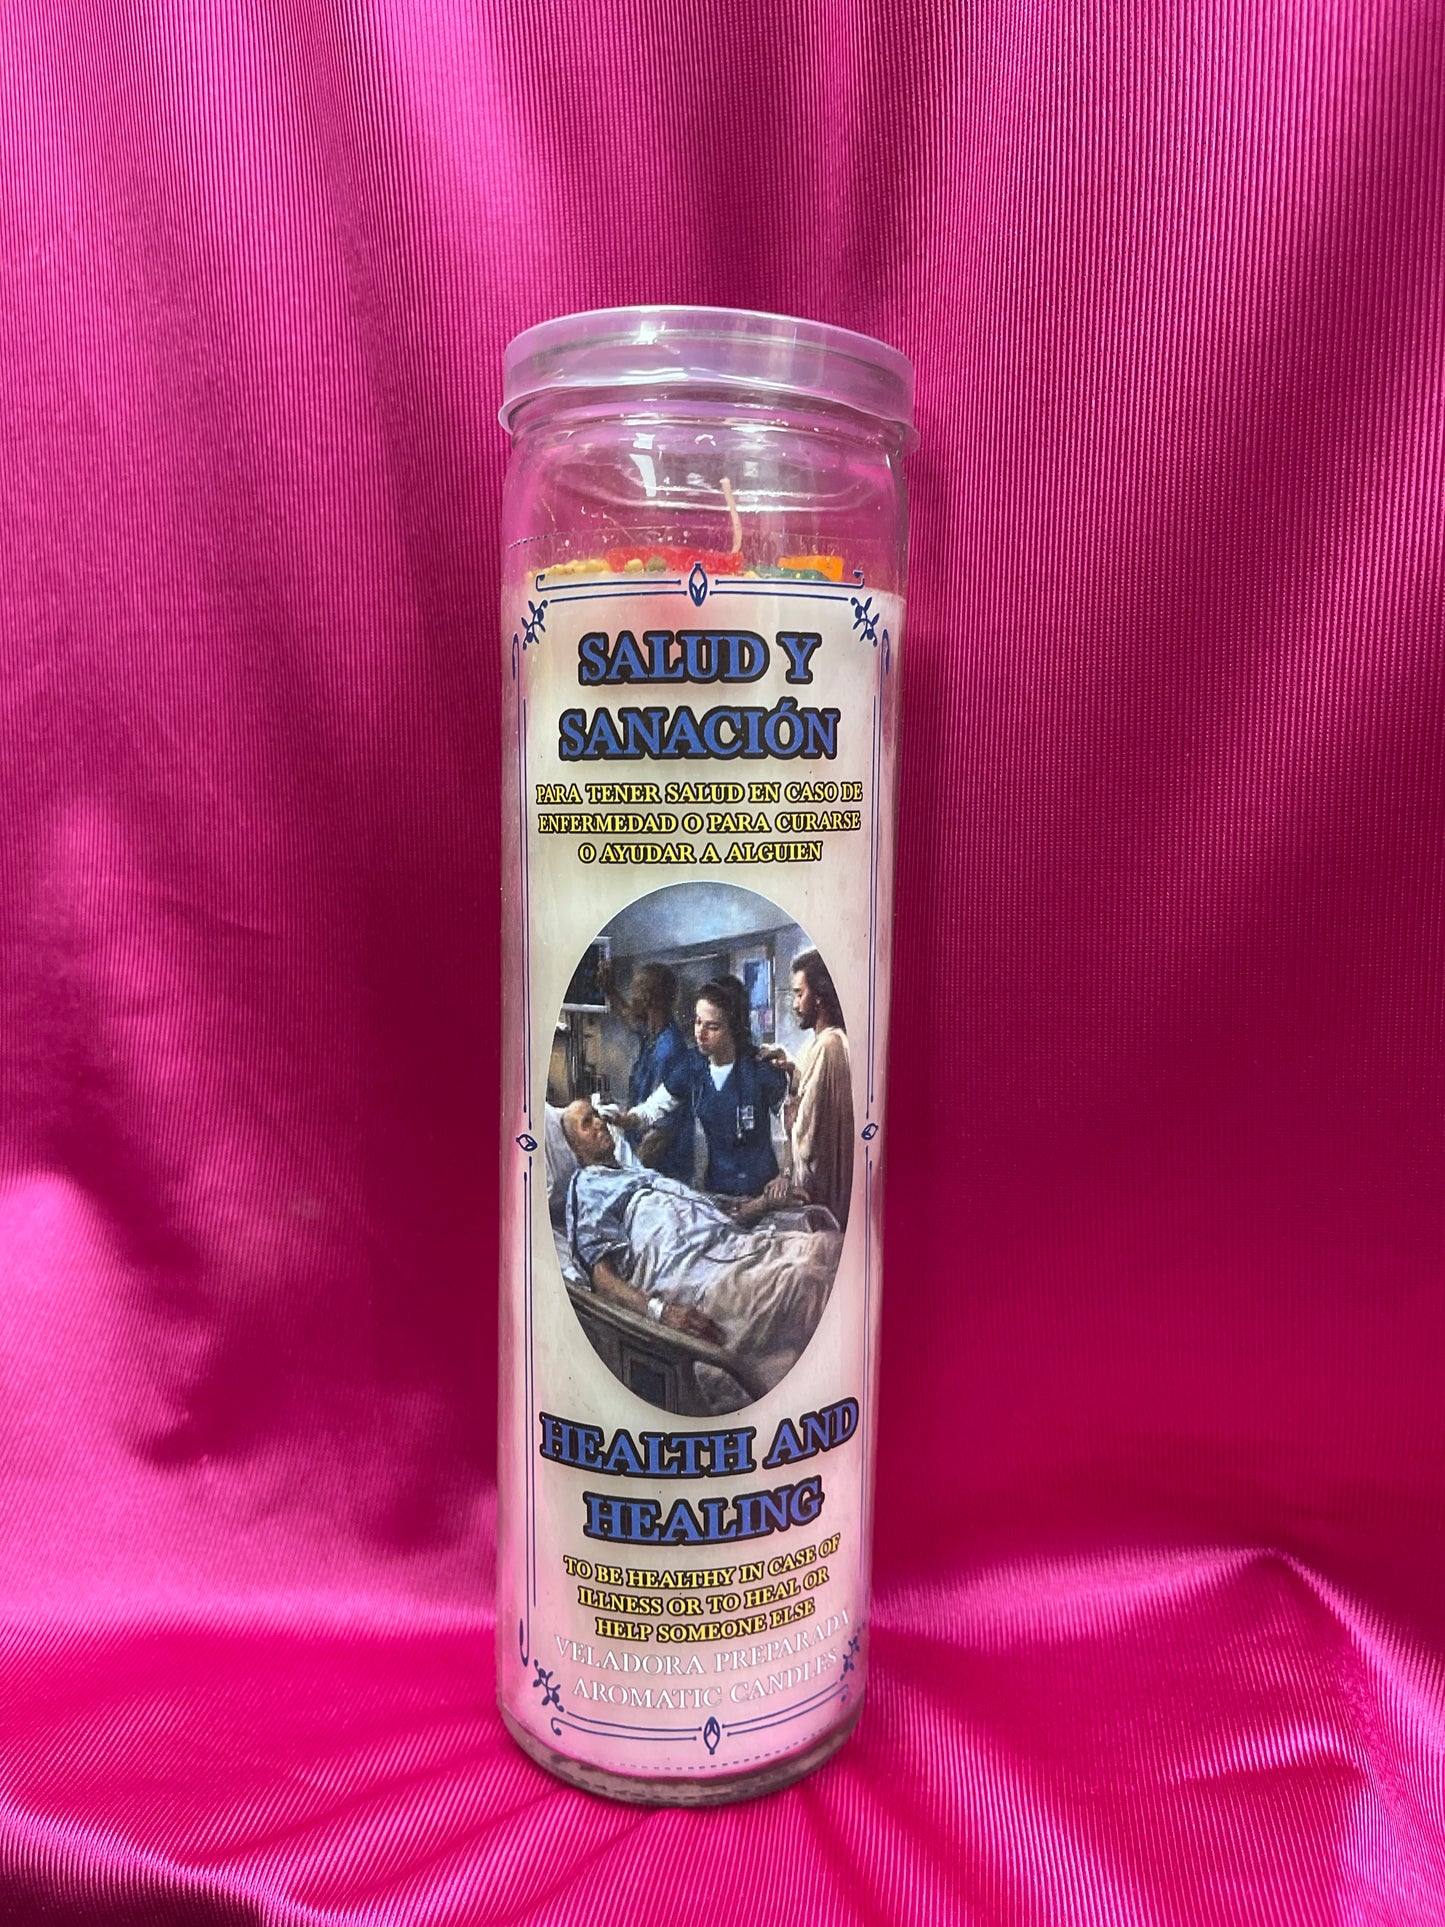 SALUD Y
SANACIÓN
PARA TENER SALUD EN CASO DE
ENFERMEDAD O PARA CURARSE
O AYUDAR A ALGUIEN
HEALTH AND
HEALING
TO BE HEALTHY IN CASE OF
ILLNESS OR TO HEAL OR
HELP SOMEONE ELSE
VELADORA PREPARADA
AROMATIC CANDLES